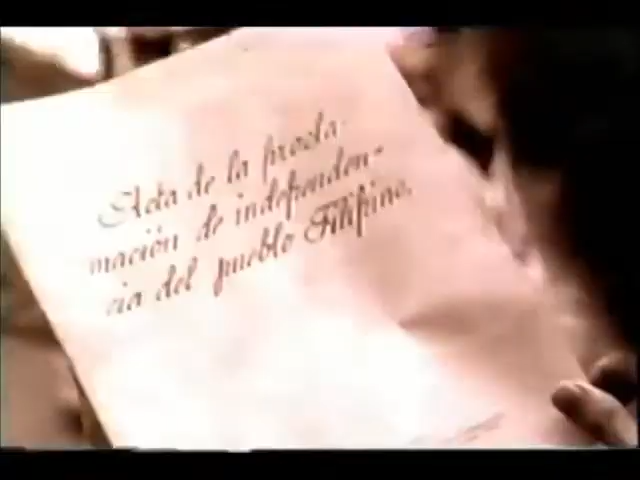 Acta de la procla-
mación de independen-
cia del pueblo Filipino.